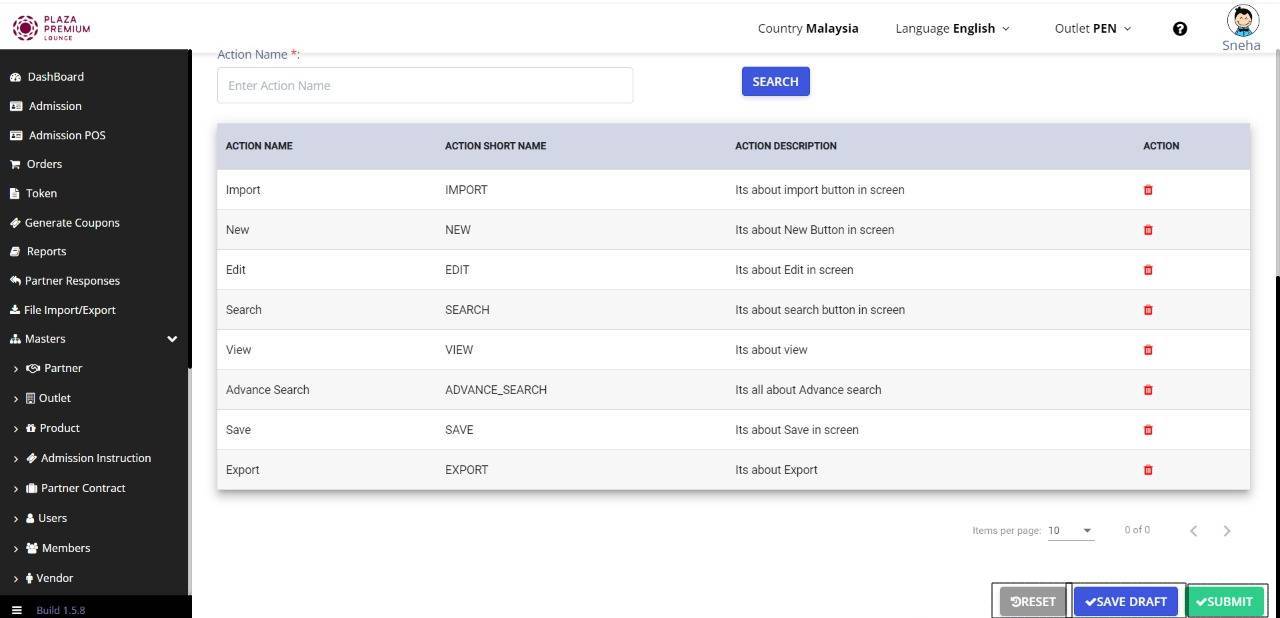 PLAZA
PREMIUM
LOUNGE
Country Malaysia
Language English
Outlet PEN
Sneha
DashBoard
Admission
Admission POS
Orders
Token
Generate Coupons
Reports
Partner Responses
File Import/Export
Masters
Partner
Outlet
Product
Admission Instruction
Partner Contract
Users
Members
Vendor
Build 1.5.8
Action Name *:
Enter Action Name
SEARCH
ACTION NAME ACTION SHORT NAME ACTION DESCRIPTION ACTION
Import IMPORT Its about import button in screen
New NEW Its about New Button in screen
Edit EDIT Its about Edit in screen
Search SEARCH Its about search button in screen
View VIEW Its about view
Advance Search ADVANCE_SEARCH Its all about Advance search
Save SAVE Its about Save in screen
Export EXPORT Its about Export
Items per page: 10 0 of 0
RESET SAVE DRAFT SUBMIT